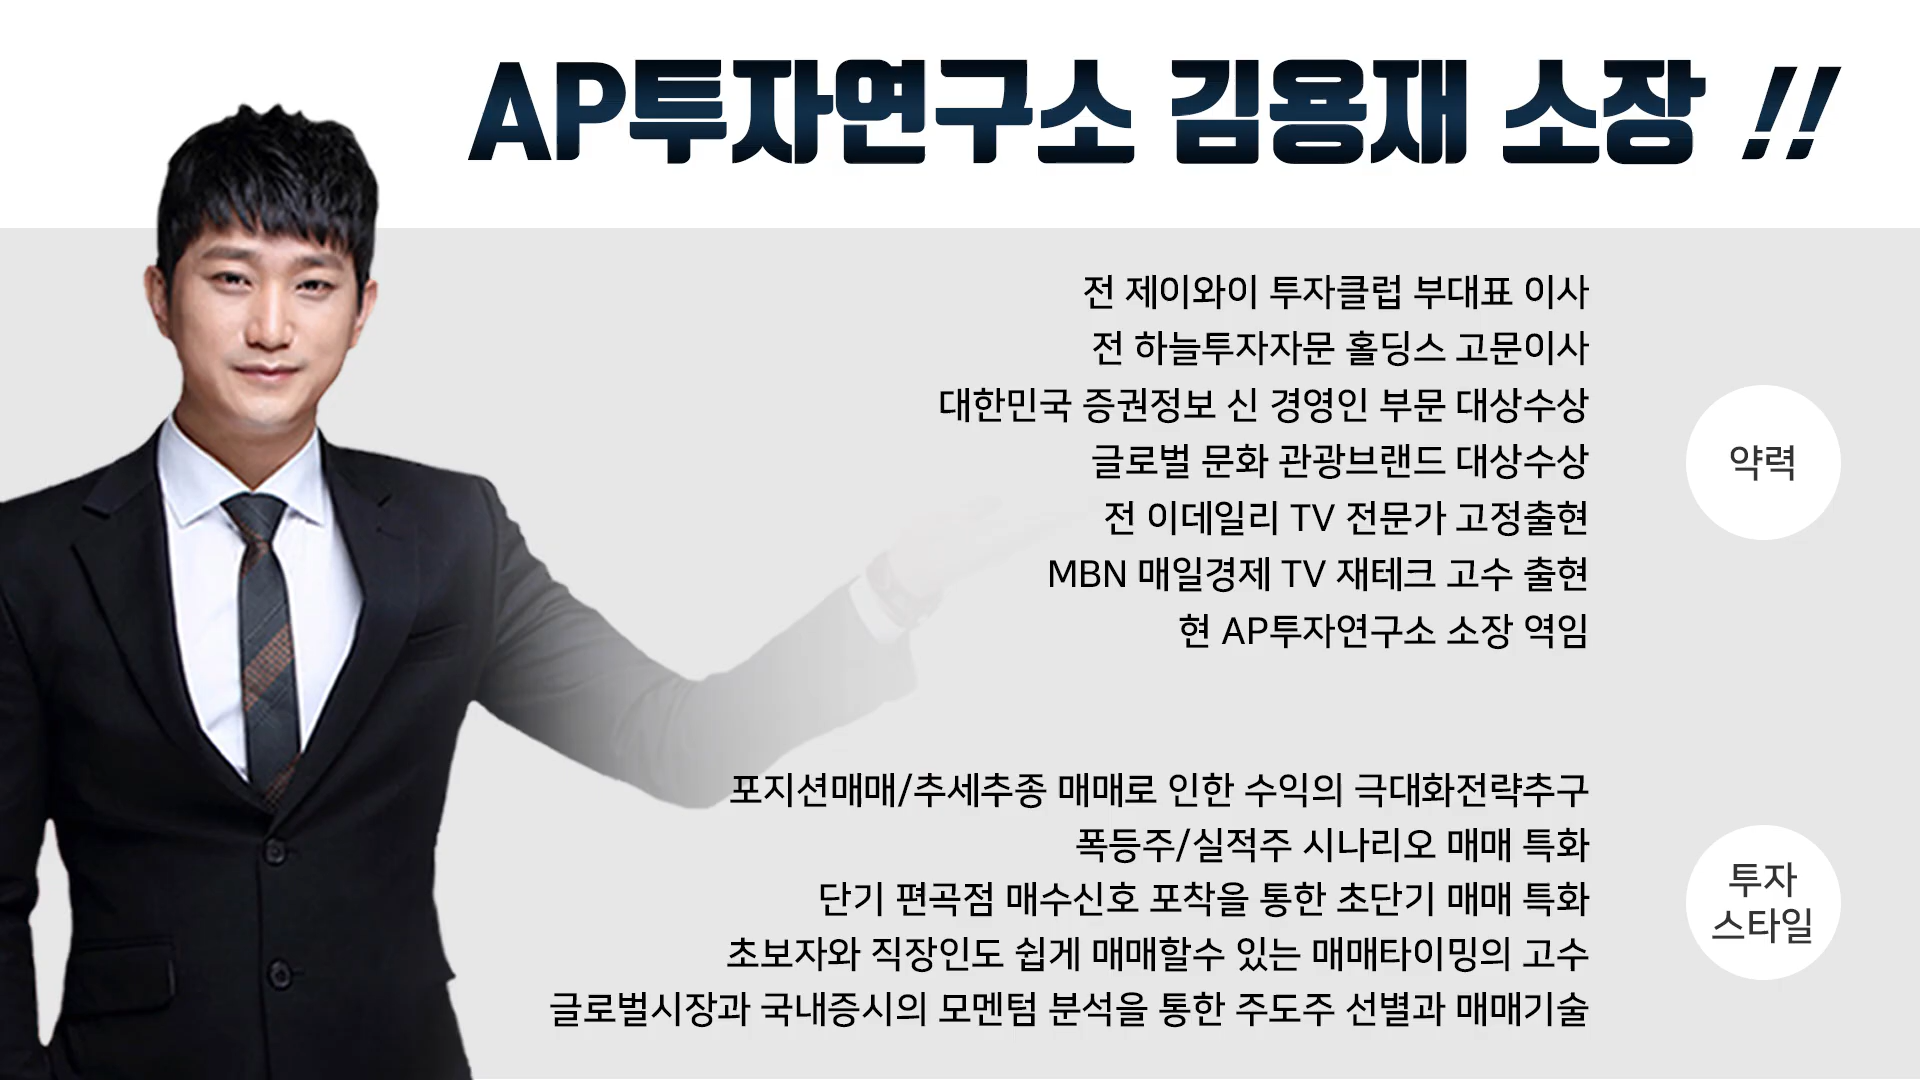 AP투자연구소 김용재 소장 !!
전 제이와이 투자클럽 부대표 이사
전 하늘투자자문 홀딩스 고문이사
대한민국 증권정보 신 경영인 부문 대상수상
글로벌 문화 관광브랜드 대상수상
전 이데일리 TV 전문가 고정출현
MBN 매일경제 TV 재테크 고수 출현
현 AP투자연구소 소장 역임
약력
포지션매매/추세추종 매매로 인한 수익의 극대화전략추구
폭등주/실적주 시나리오 매매 특화
단기 편곡점 매수신호 포착을 통한 초단기 매매 특화
초보자와 직장인도 쉽게 매매할수 있는 매매타이밍의 고수
글로벌시장과 국내증시의 모멘텀 분석을 통한 주도주 선별과 매매기술
투자
스타일